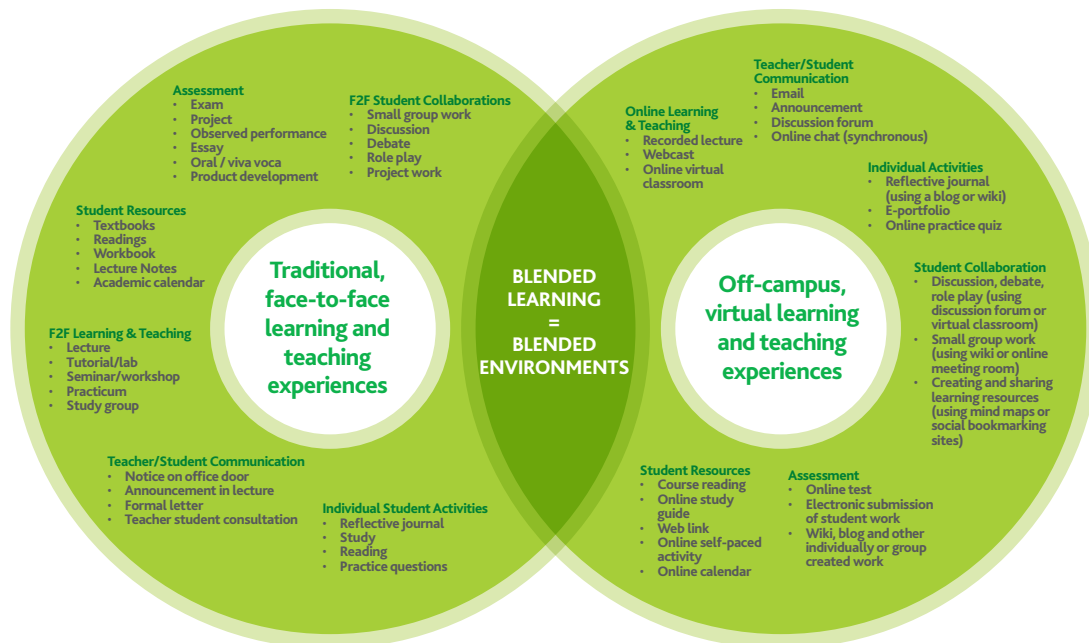 Assessment
• Exam
• Project
• Observed performance
• Essay
• Oral / viva voca
• Product development
F2F Student Collaborations
• Small group work
• Discussion
• Debate
• Role play
• Project work
Student Resources
• Textbooks
• Readings
• Workbook
• Lecture Notes
• Academic calendar
F2F Learning & Teaching
• Lecture
• Tutorial/lab
• Seminar/workshop
• Practicum
• Study group
Teacher/Student Communication
• Notice on office door
• Announcement in lecture
• Formal letter
• Teacher student consultation
Individual Student Activities
• Reflective journal
• Study
• Reading
• Practice questions
Traditional,
face-to-face
learning and
teaching
experiences
BLENDED
LEARNING
=
BLENDED
ENVIRONMENTS
Off-campus,
virtual learning
and teaching
experiences
Teacher/Student
Communication
• Email
• Announcement
• Discussion forum
• Online chat (synchronous)
Online Learning
& Teaching
• Recorded lecture
• Webcast
• Online virtual
classroom
Individual Activities
• Reflective journal
(using a blog or wiki)
• E-portfolio
• Online practice quiz
Student Collaboration
• Discussion, debate,
role play (using
discussion forum or
virtual classroom)
• Small group work
(using wiki or online
meeting room)
• Creating and sharing
learning resources
(using mind maps or
social bookmarking
sites)
Student Resources
• Course reading
• Online study
guide
• Web link
• Online self-paced
activity
• Online calendar
Assessment
• Online test
• Electronic submission
of student work
• Wiki, blog and other
individually or group
created work